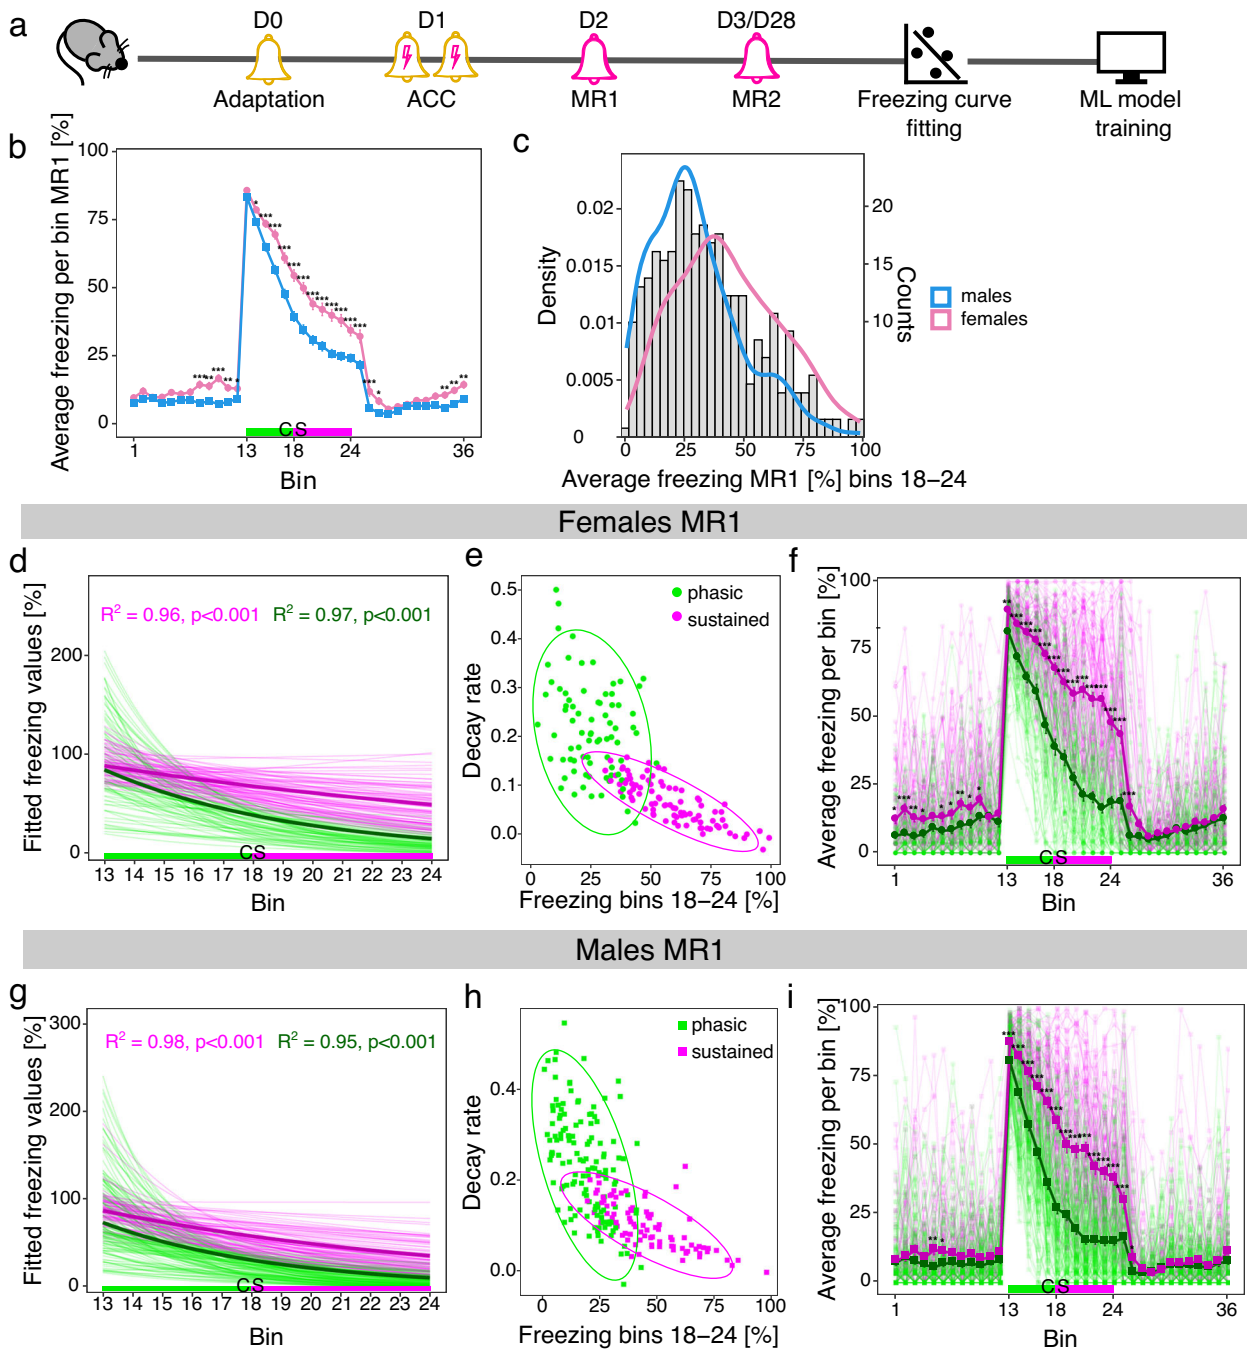 a
D0
D1
D2
D3/D28
Adaptation
ACC
MR1
MR2
Freezing curve
fitting
ML model
training
b
Average freezing per bin MR1 [%]
100
75
50
25
0
* *** *** *** *** *** *** *** *** *** *** ***
*** ** *** ** *
*** *
** ** **
CS
1
13
18
24
36
Bin
c
Density
0.02
0.015
0.01
0.005
0
20
15
10
Counts
0
25
50
75
100
Average freezing MR1 [%] bins 18–24
males
females
Females MR1
d
Fitted freezing values [%]
R² = 0.96, p<0.001
R² = 0.97, p<0.001
200
100
0
CS
13 14 15 16 17 18 19 20 21 22 23 24
Bin
e
Decay rate
0.5
0.4
0.3
0.2
0.1
0.0
phasic
sustained
0
25
50
75
100
Freezing bins 18–24 [%]
f
Average freezing per bin [%]
100
75
50
25
0
CS
1
13
18
24
36
Bin
Males MR1
g
Fitted freezing values [%]
R² = 0.98, p<0.001
R² = 0.95, p<0.001
300
200
100
0
CS
13 14 15 16 17 18 19 20 21 22 23 24
Bin
h
Decay rate
0.4
0.2
0.0
phasic
sustained
0
25
50
75
100
Freezing bins 18–24 [%]
i
Average freezing per bin [%]
100
75
50
25
0
CS
1
13
18
24
36
Bin